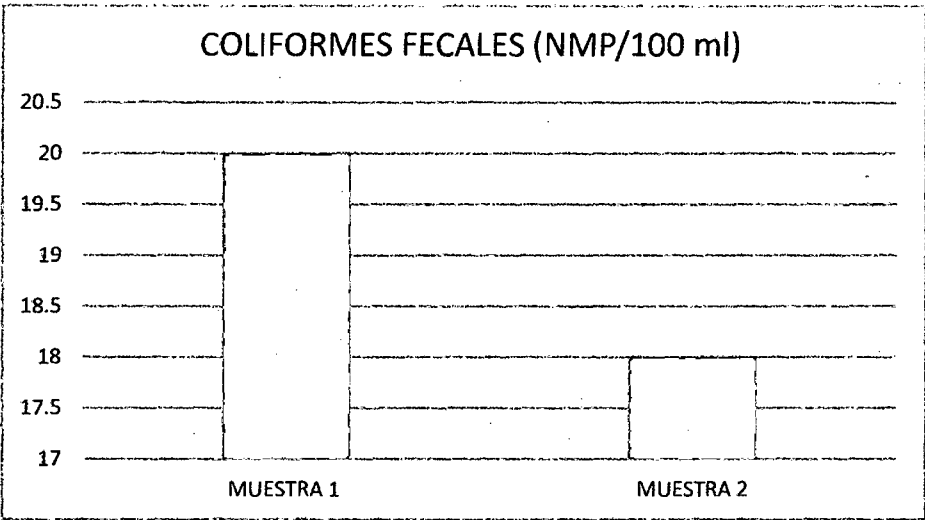 COLIFORMES FECALES (NMP/100 ml)
20.5
20
19.5
19
18.5
18
17.5
17
MUESTRA 1
MUESTRA 2